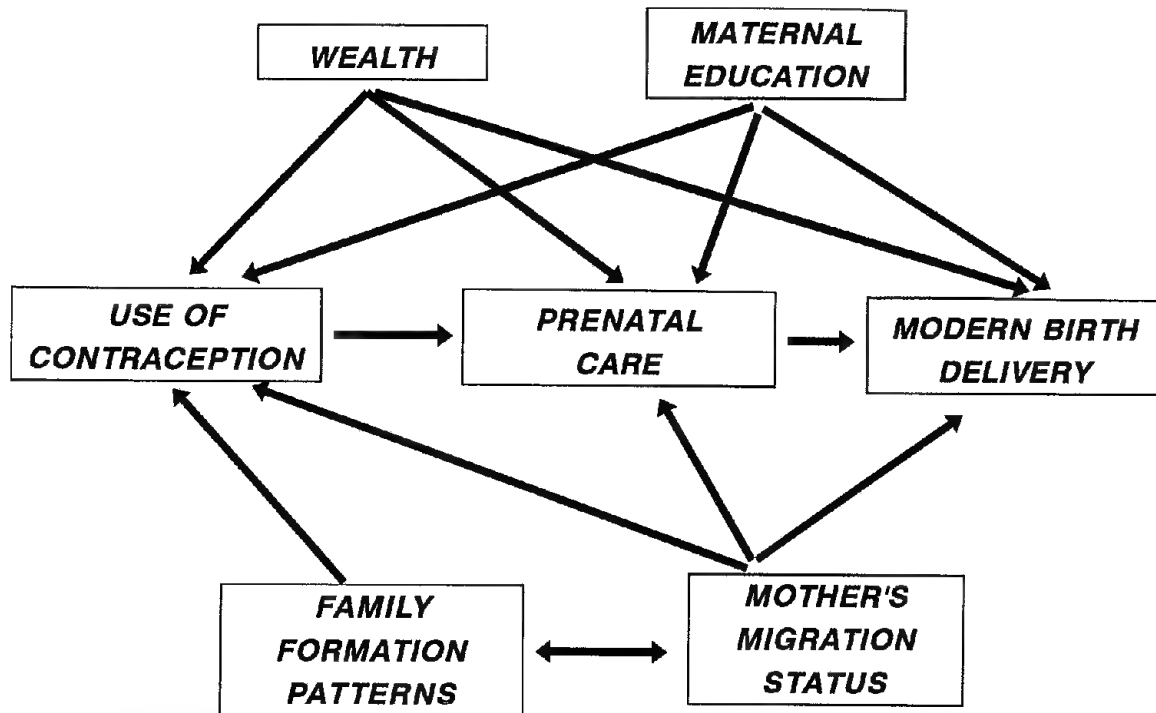 WEALTH
MATERNAL
EDUCATION
USE OF
CONTRACEPTION
PRENATAL
CARE
MODERN BIRTH
DELIVERY
FAMILY
FORMATION
PATTERNS
MOTHER'S
MIGRATION
STATUS